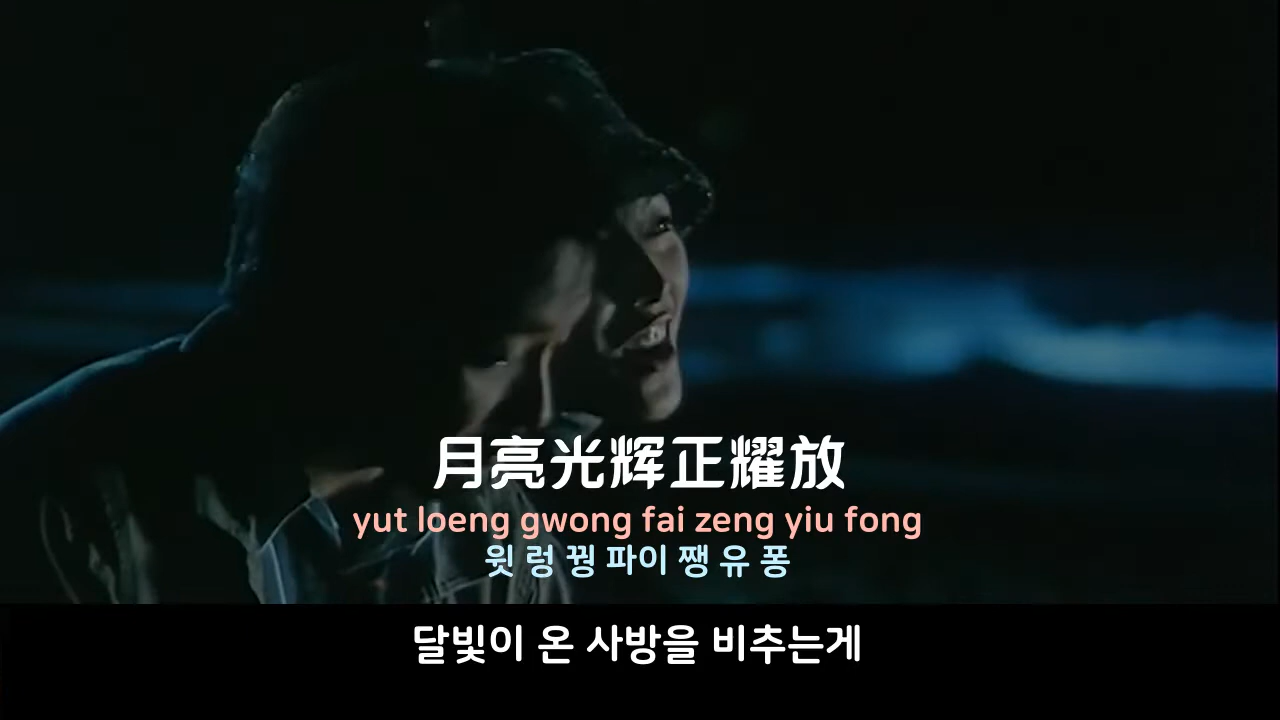 月亮光辉正耀放
yut loeng gwong fai zeng yiu fong
윗 렁 꿩 파이 쨍 유 퐁
달빛이 온 사방을 비추는게